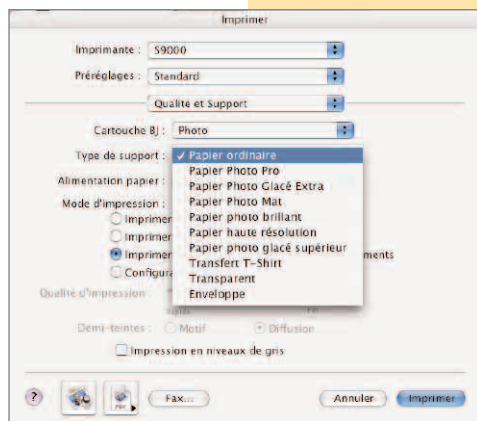 Imprimer
Imprimante : S9000
Préréglages : Standard
Qualité et Support
Cartouche BJ : Photo
Type de support : ✓ Papier ordinaire
Papier Photo Pro
Alimentation papier : Papier Photo Glacé Extra
Papier Photo Mat
Mode d'impression :
Papier photo brillant
Imprimer
Papier haute résolution
Imprimer
Papier photo glacé supérieur
Imprimer ments
Transfert T-Shirt
Configura
Transparent
Qualité d'impression
Enveloppe
Demi-teintes : Motif Diffusion
Impression en niveaux de gris
? PDF Fax... Annuler Imprimer